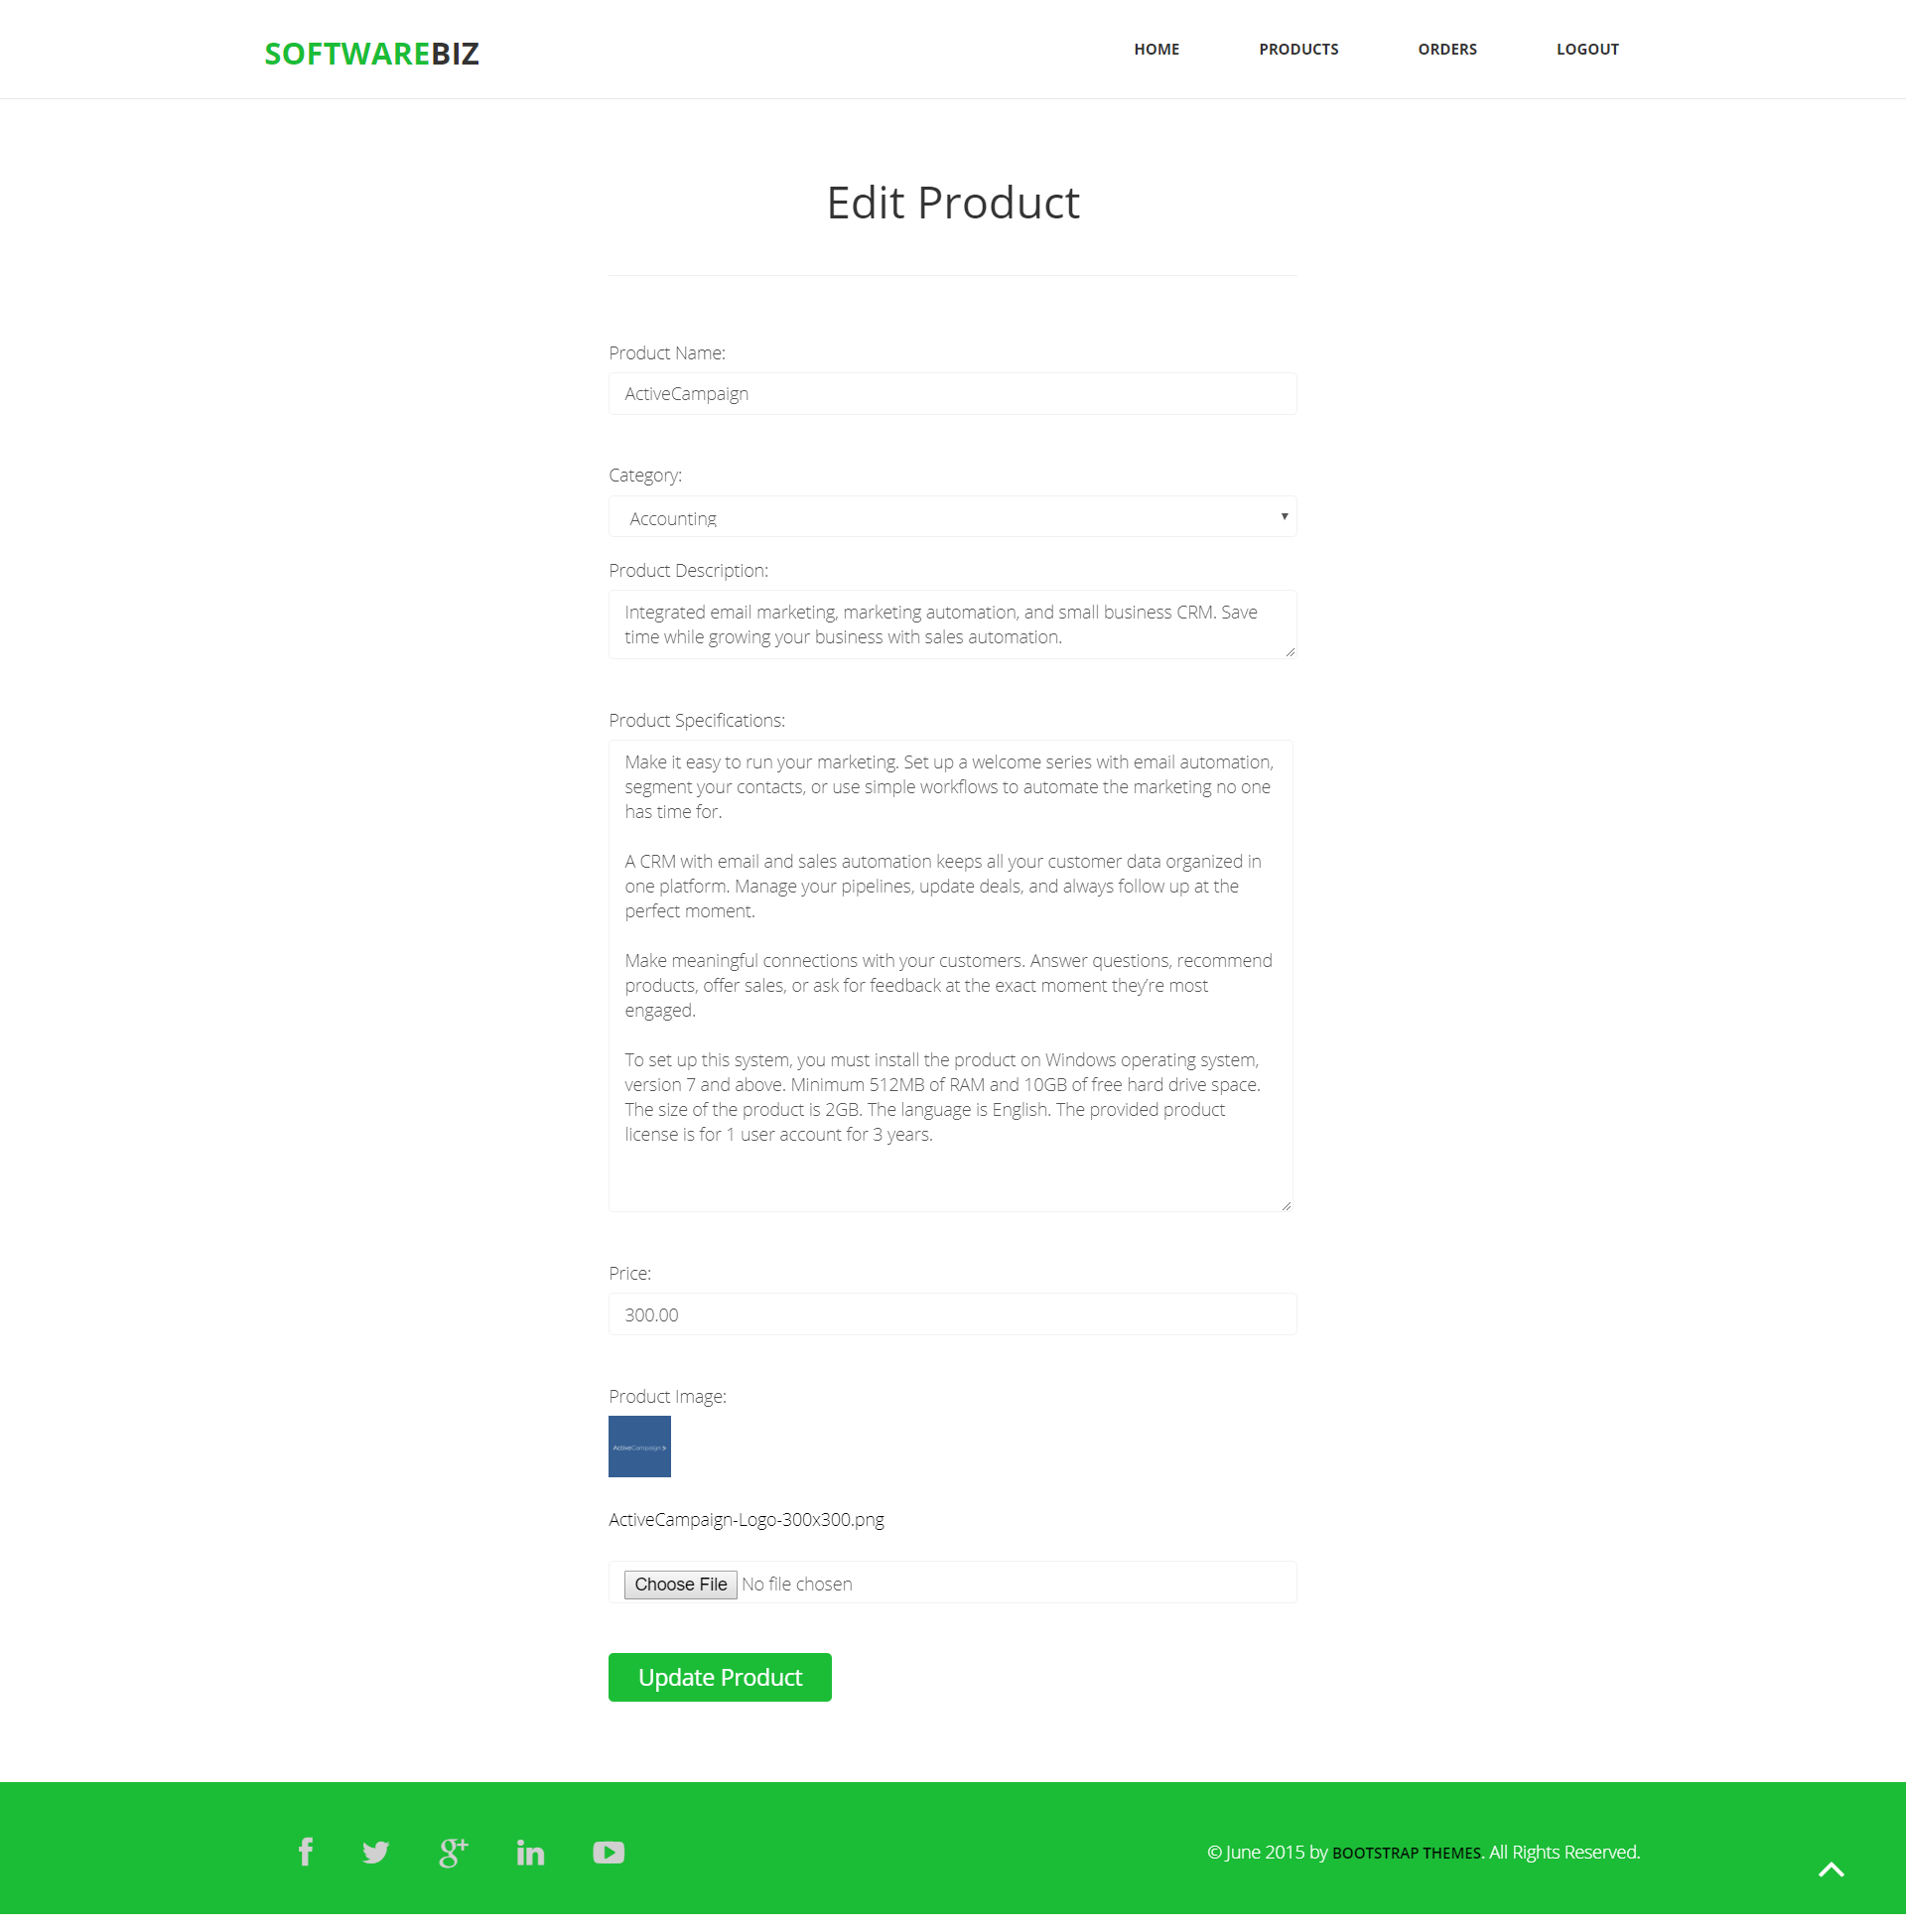 SOFTWAREBIZ
HOME PRODUCTS ORDERS LOGOUT
Edit Product
Product Name:
ActiveCampaign
Category:
Accounting
Product Description:
Integrated email marketing, marketing automation, and small business CRM. Save
time while growing your business with sales automation.
Product Specifications:
Make it easy to run your marketing. Set up a welcome series with email automation,
segment your contacts, or use simple workflows to automate the marketing no one
has time for.
A CRM with email and sales automation keeps all your customer data organized in
one platform. Manage your pipelines, update deals, and always follow up at the
perfect moment.
Make meaningful connections with your customers. Answer questions, recommend
products, offer sales, or ask for feedback at the exact moment they’re most
engaged.
To set up this system, you must install the product on Windows operating system,
version 7 and above. Minimum 512MB of RAM and 10GB of free hard drive space.
The size of the product is 2GB. The language is English. The provided product
license is for 1 user account for 3 years.
Price:
300.00
Product Image:
ActiveCampaign >
ActiveCampaign-Logo-300x300.png
Choose File No file chosen
Update Product
© June 2015 by BOOTSTRAP THEMES. All Rights Reserved.